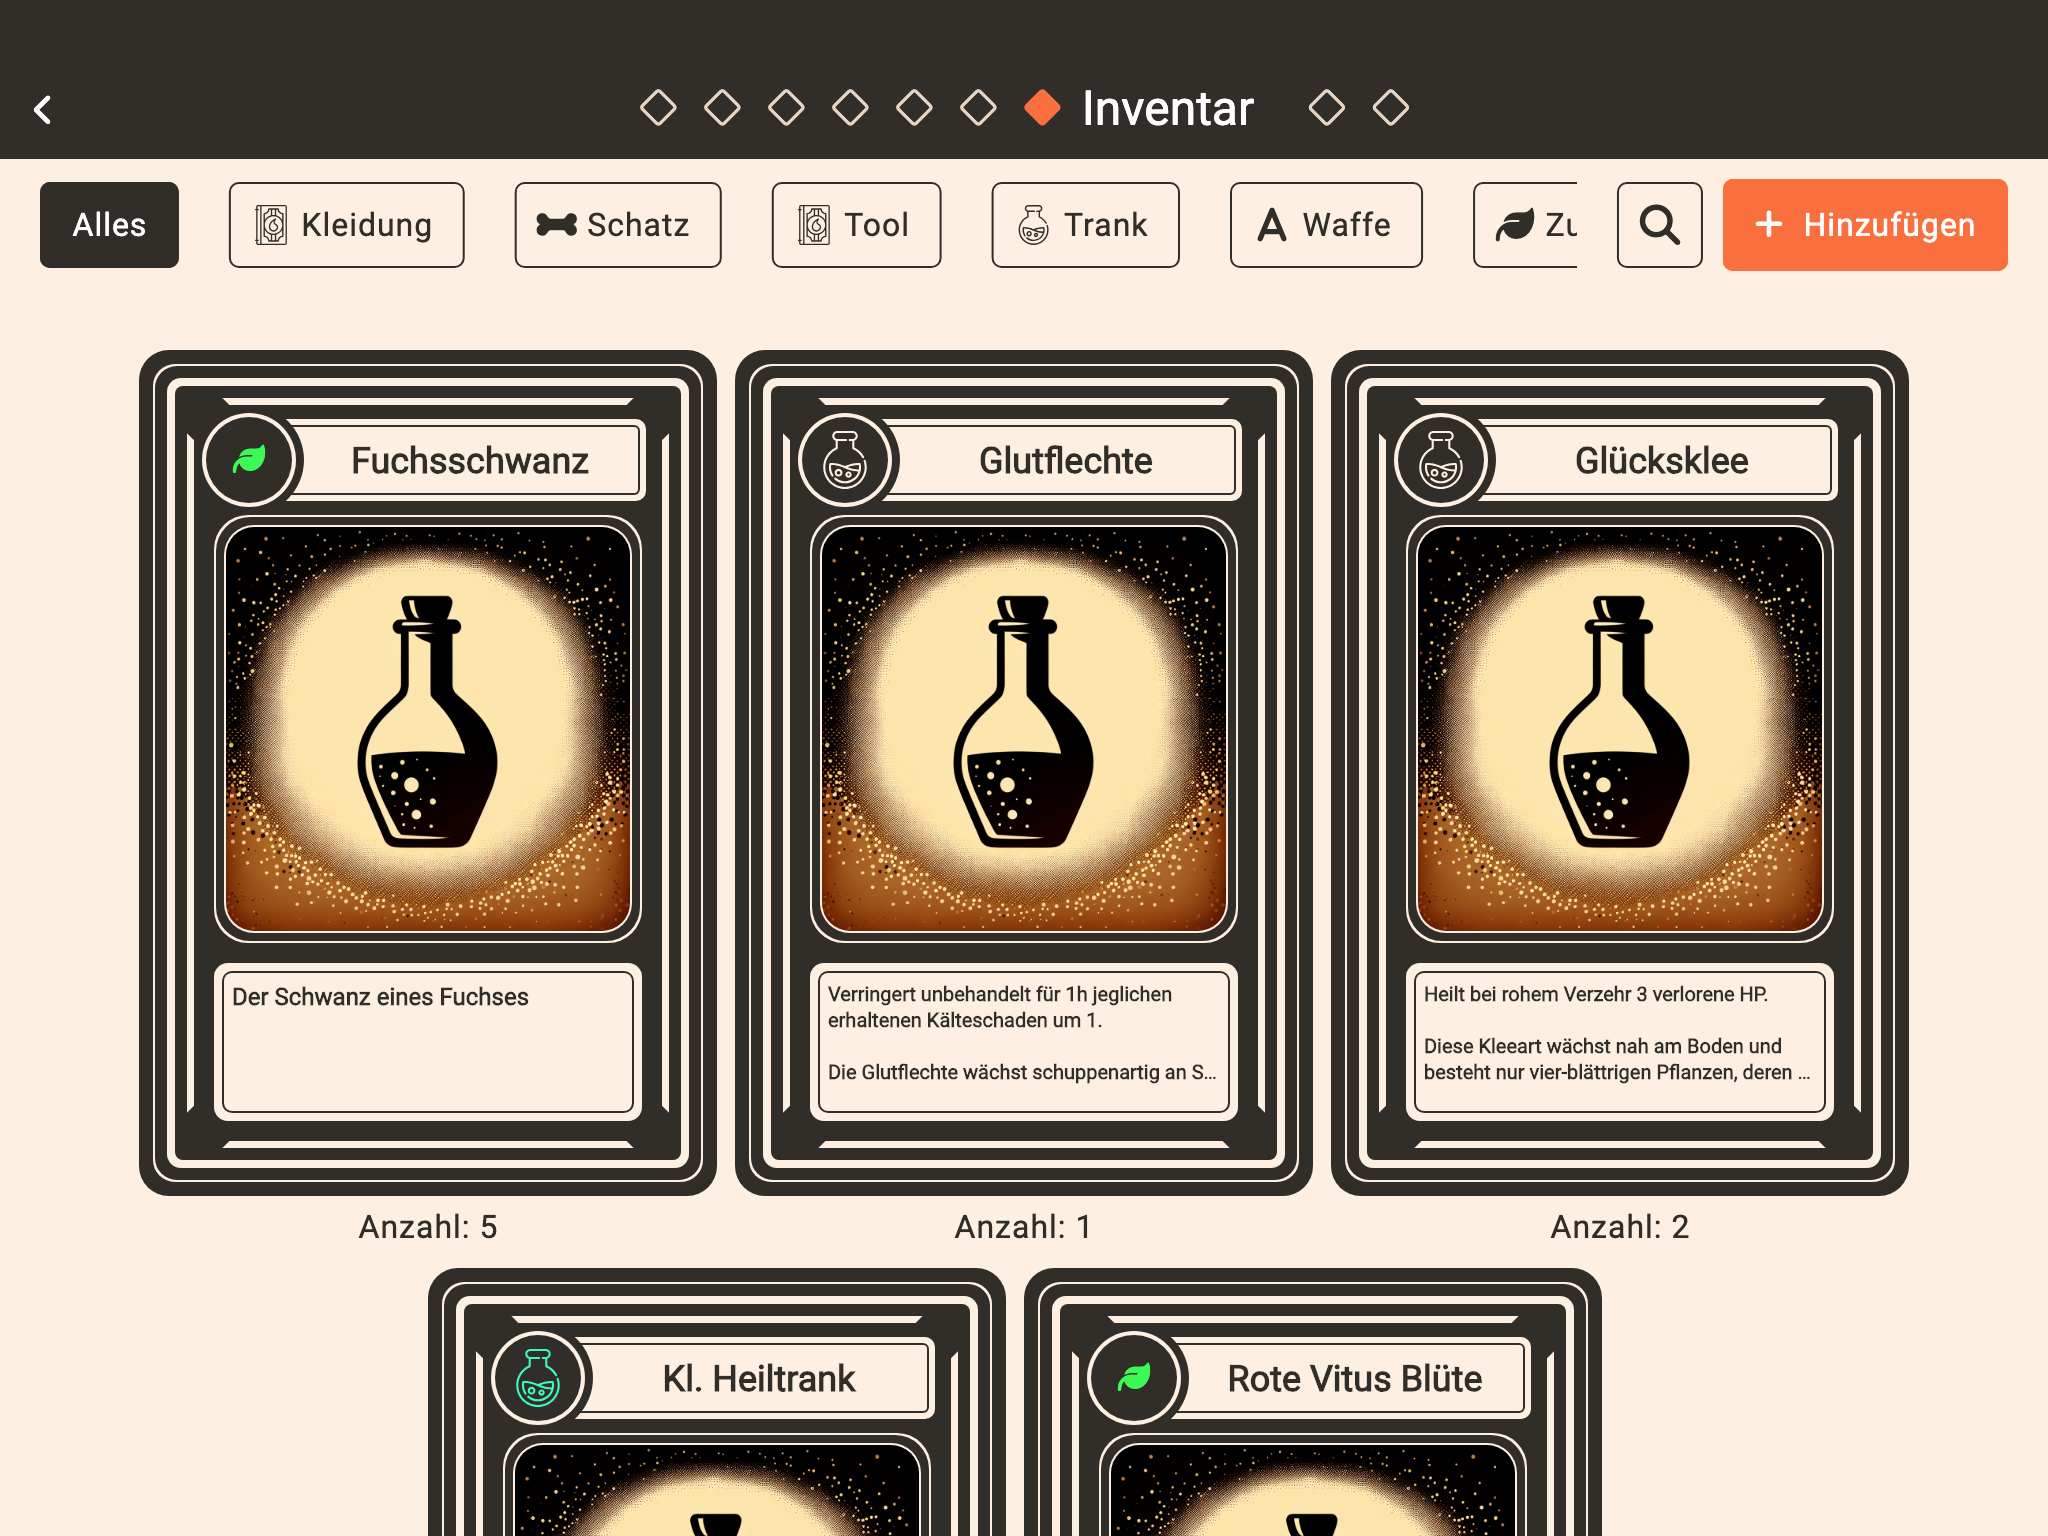 Inventar
Alles
Kleidung
Schatz
Tool
Trank
Waffe
Zu
Hinzufügen
Fuchsschwanz
Der Schwanz eines Fuchses
Anzahl: 5
Glutflechte
Verringert unbehandelt für 1h jeglichen
erhaltenen Kälteschaden um 1.
Die Glutflechte wächst schuppenartig an S...
Anzahl: 1
Glücksklee
Heilt bei rohem Verzehr 3 verlorene HP.
Diese Kleeart wächst nah am Boden und
besteht nur vier-blättrigen Pflanzen, deren ...
Anzahl: 2
Kl. Heiltrank
Rote Vitus Blüte